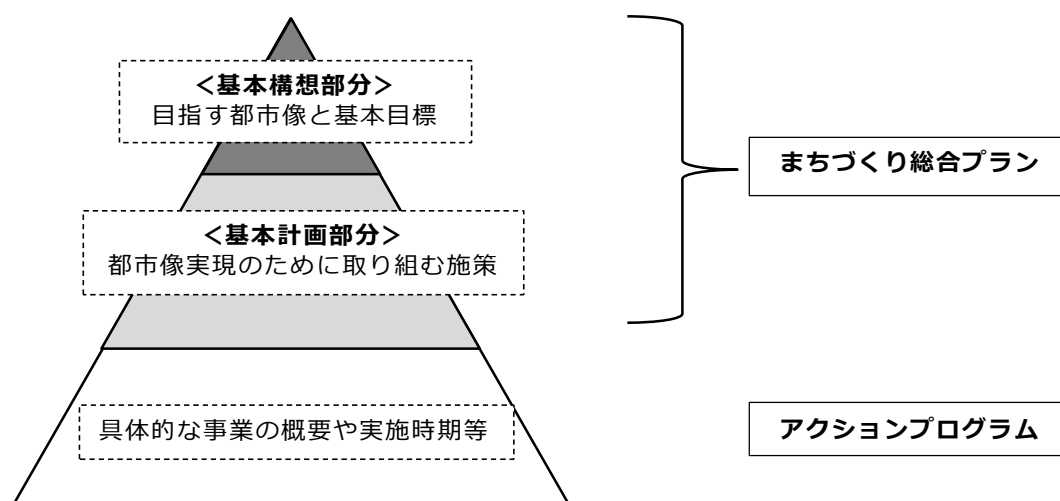 <基本構想部分>
目指す都市像と基本目標
まちづくり総合プラン
<基本計画部分>
都市像実現のために取り組む施策
具体的な事業の概要や実施時期等
アクションプログラム